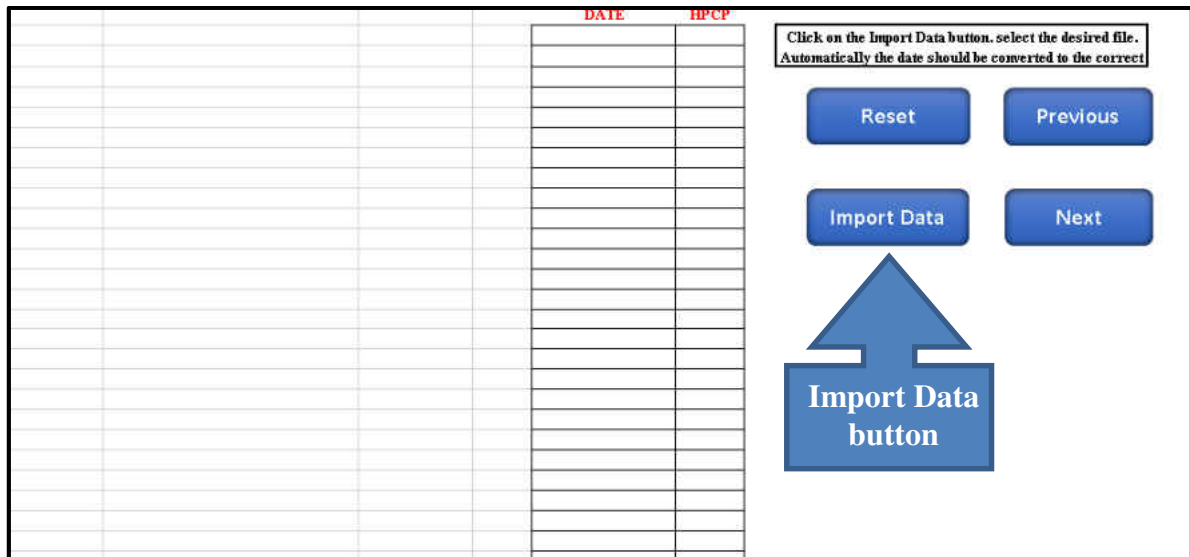 DATE HPCP
Click on the Import Data button. select the desired file.
Automatically the date should be converted to the correct
Reset Previous
Import Data Next
Import Data
button